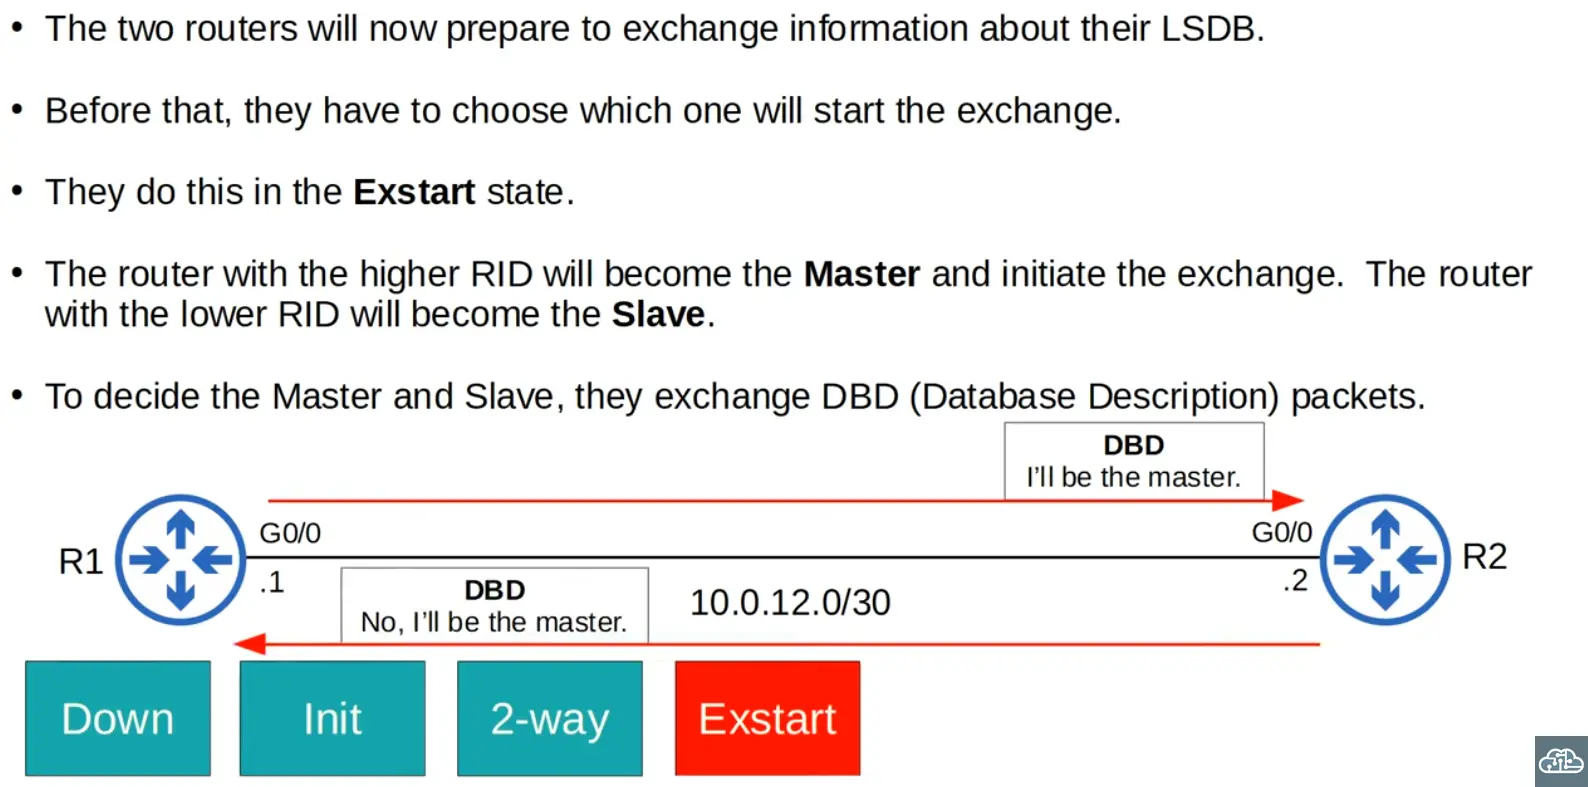 • The two routers will now prepare to exchange information about their LSDB.
• Before that, they have to choose which one will start the exchange.
• They do this in the Exstart state.
• The router with the higher RID will become the Master and initiate the exchange.  The router
with the lower RID will become the Slave.
• To decide the Master and Slave, they exchange DBD (Database Description) packets.
DBD
I'll be the master.
R1
G0/0
.1
G0/0
.2
R2
DBD
No, I'll be the master.
10.0.12.0/30
Down
Init
2-way
Exstart